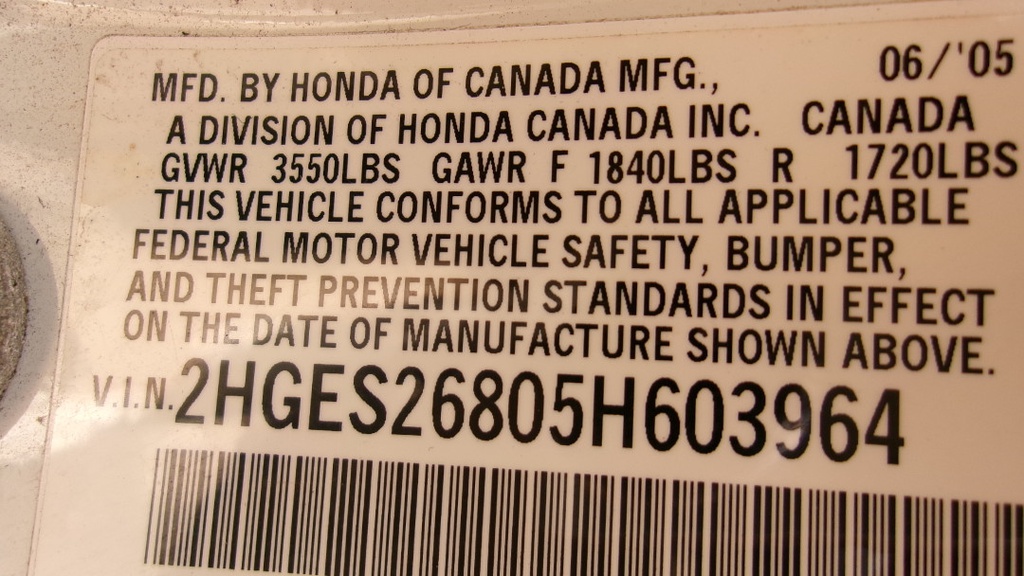 06/'05
MFD. BY HONDA OF CANADA MFG.,
A DIVISION OF HONDA CANADA INC. CANADA
GVWR 3550LBS GAWR F 1840LBS R 1720LBS
THIS VEHICLE CONFORMS TO ALL APPLICABLE
FEDERAL MOTOR VEHICLE SAFETY, BUMPER,
AND THEFT PREVENTION STANDARDS IN EFFECT
ON THE DATE OF MANUFACTURE SHOWN ABOVE.
V.I.N. 2HGES26805H603964